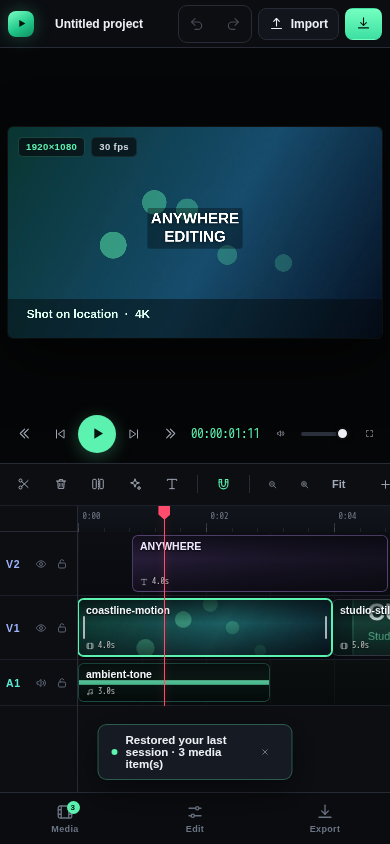 Untitled project
Import
1920×1080
30 fps
ANYWHERE
EDITING
Shot on location · 4K
00:00:01:11
Fit
0:00
0:02
0:04
V2
ANYWHERE
4.0s
V1
coastline-motion
4.0s
studio-stil
Stud
5.0s
A1
ambient-tone
3.0s
Restored your last
session · 3 media
item(s)
3
Media
Edit
Export